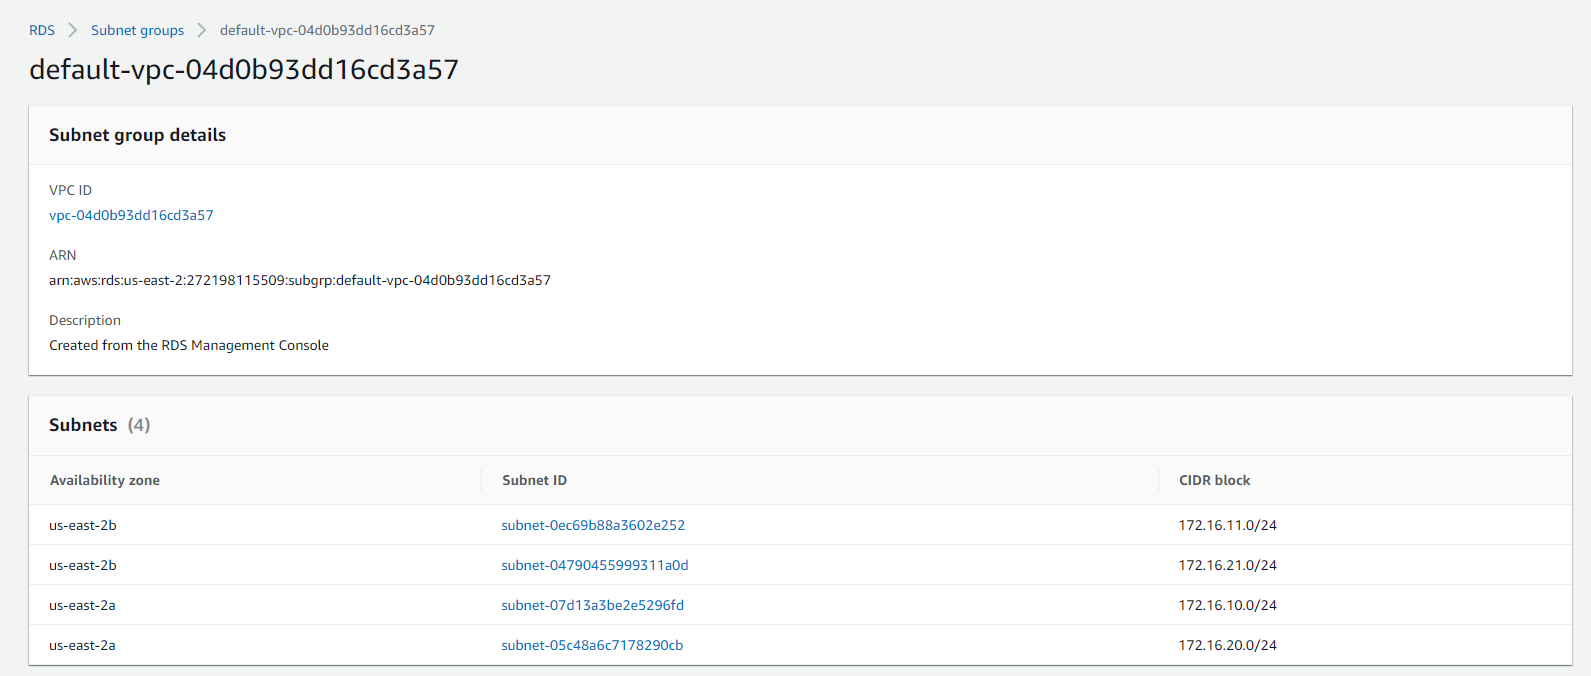 RDS > Subnet groups > default-vpc-04d0b93dd16cd3a57
default-vpc-04d0b93dd16cd3a57
Subnet group details
VPC ID
vpc-04d0b93dd16cd3a57
ARN
arn:aws:rds:us-east-2:272198115509:subgrp:default-vpc-04d0b93dd16cd3a57
Description
Created from the RDS Management Console
Subnets (4)
Availability zone Subnet ID CIDR block
us-east-2b subnet-0ec69b88a3602e252 172.16.11.0/24
us-east-2b subnet-04790455999311a0d 172.16.21.0/24
us-east-2a subnet-07d13a3be2e5296fd 172.16.10.0/24
us-east-2a subnet-05c48a6c7178290cb 172.16.20.0/24